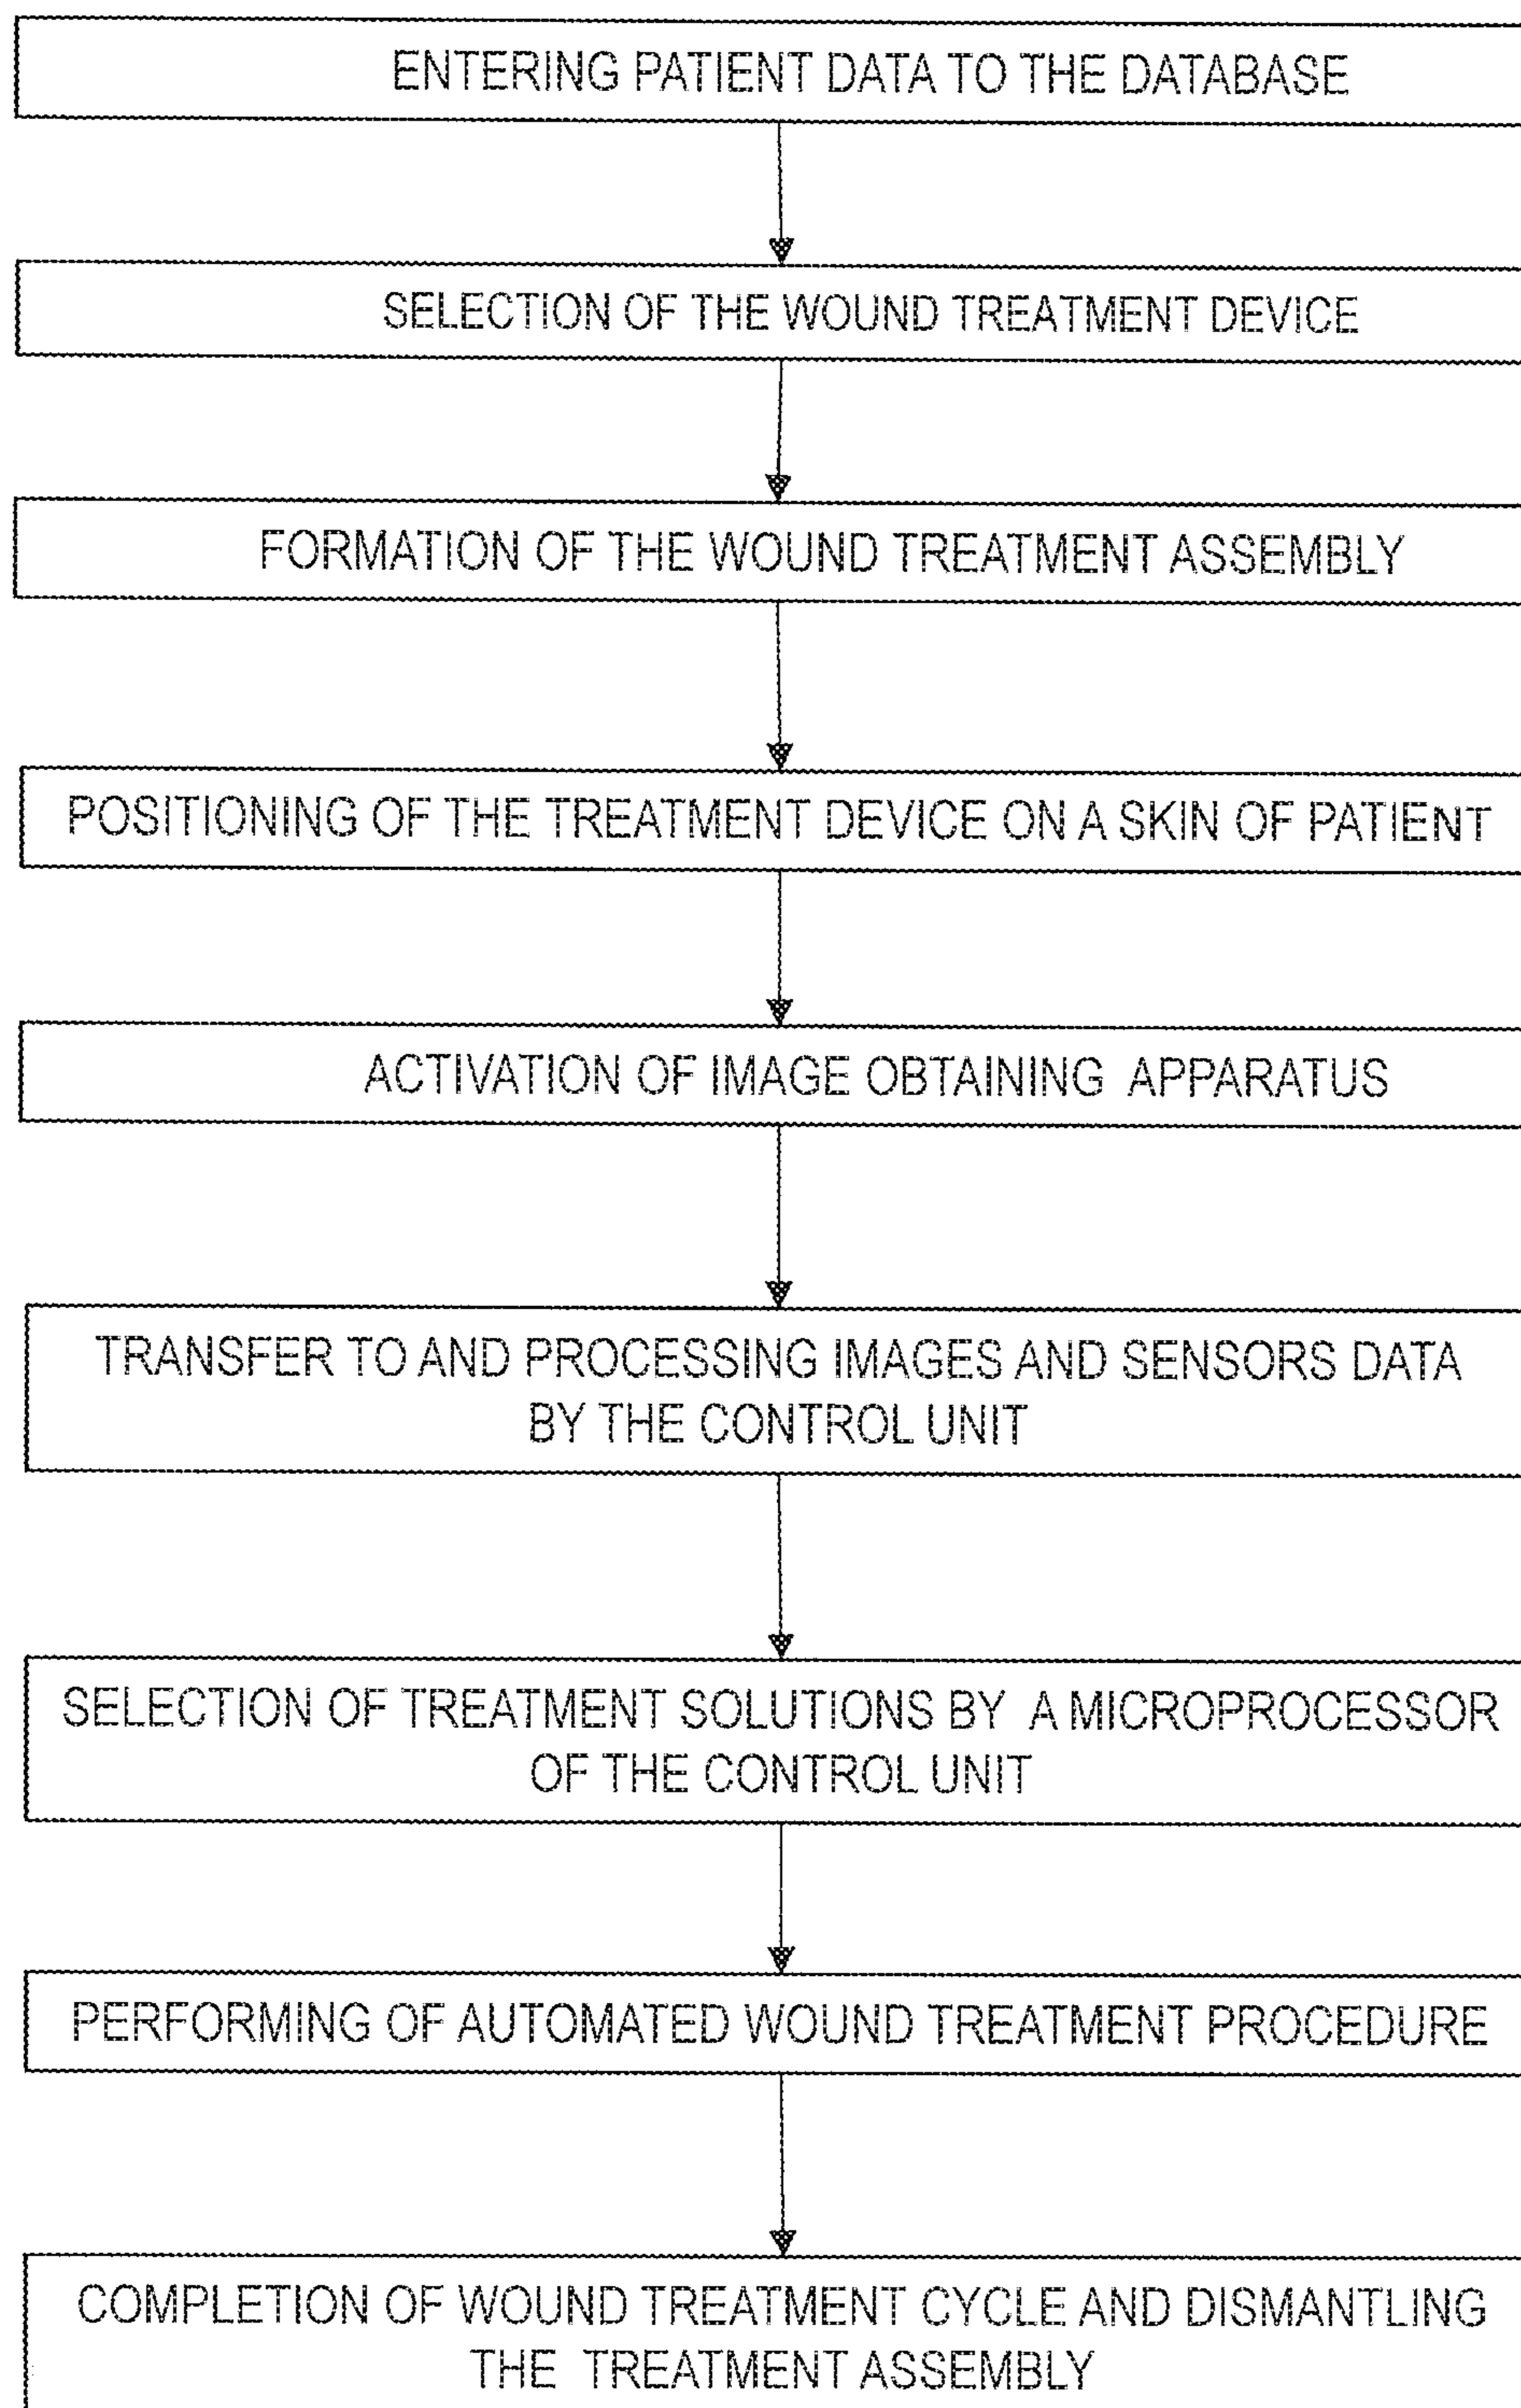 ENTERING PATIENT DATA TO THE DATABASE
SELECTION OF THE WOUND TREATMENT DEVICE
FORMATION OF THE WOUND TREATMENT ASSEMBLY
POSITIONING OF THE TREATMENT DEVICE ON A SKIN OF PATIENT
ACTIVATION OF IMAGE OBTAINING APPARATUS
TRANSFER TO AND PROCESSING IMAGES AND SENSORS DATA
BY THE CONTROL UNIT
SELECTION OF TREATMENT SOLUTIONS BY A MICROPROCESSOR
OF THE CONTROL UNIT
PERFORMING OF AUTOMATED WOUND TREATMENT PROCEDURE
COMPLETION OF WOUND TREATMENT CYCLE AND DISMANTLING
THE TREATMENT ASSEMBLY